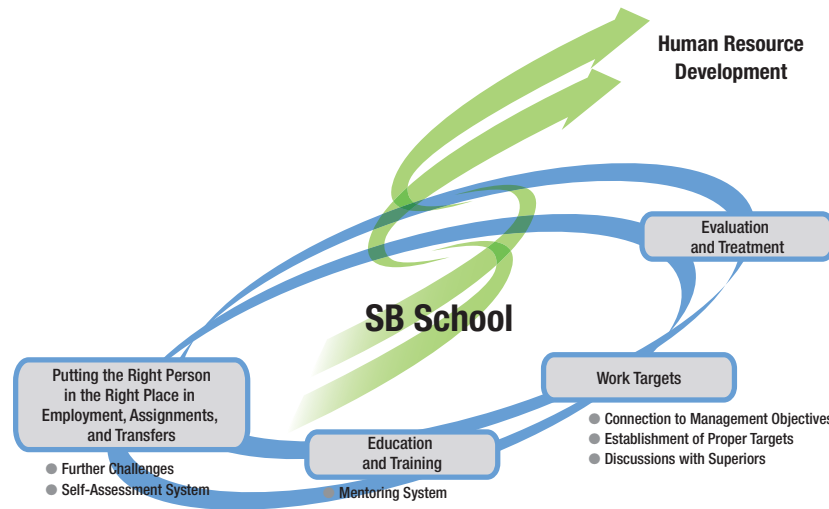 Human Resource
Development
Evaluation
and Treatment
SB School
Putting the Right Person
in the Right Place in
Employment, Assignments,
and Transfers
Work Targets
● Connection to Management Objectives
● Establishment of Proper Targets
● Discussions with Superiors
Education
and Training
● Further Challenges
● Self-Assessment System
● Mentoring System